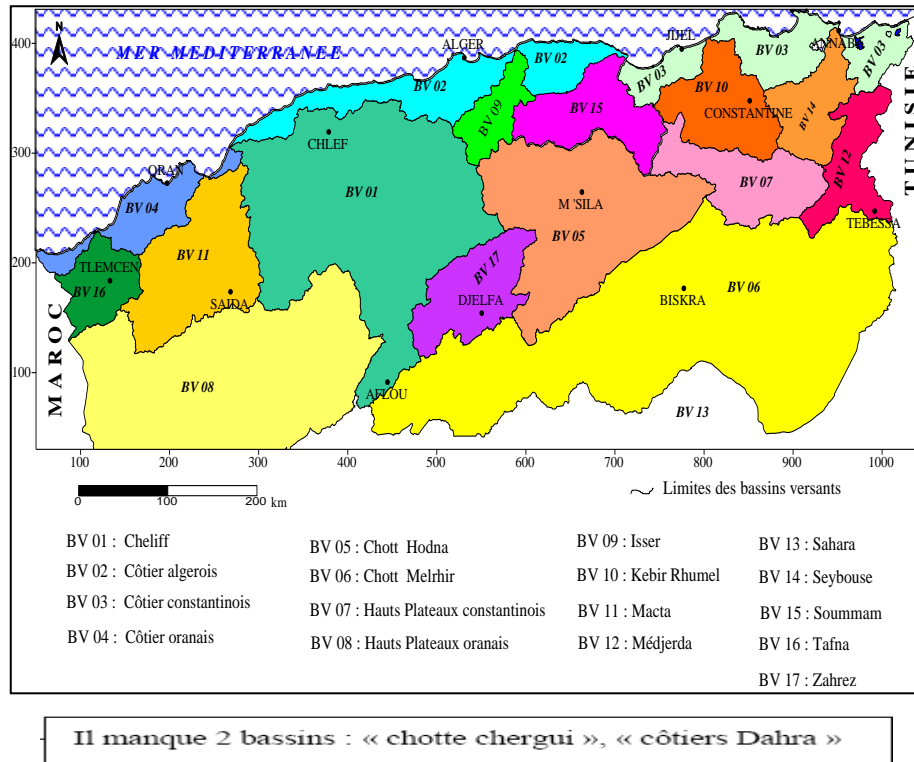 400
300
200
100
N
MER MEDITERRANEE
ALGER
JIJEL
ANNABA
BV 03
BV 03
BV 03
BV 02
BV 02
BV 09
BV 15
BV 10
CONSTANTINE
BV 14
BV 12
TUNISIE
CHLEF
ORAN
BV 01
BV 04
BV 07
M 'SILA
BV 05
TEBESSA
BV 11
TLEMCEN
BV 16
SAIDA
BV 17
DJELFA
BISKRA
BV 06
MAROC
BV 08
AFLOU
BV 13
100 200 300 400 500 600 700 800 900 1000
0 100 200 km
Limites des bassins versants
BV 01 : Cheliff
BV 02 : Côtier algerois
BV 03 : Côtier constantinois
BV 04 : Côtier oranais
BV 05 : Chott Hodna
BV 06 : Chott Melrhir
BV 07 : Hauts Plateaux constantinois
BV 08 : Hauts Plateaux oranais
BV 09 : Isser
BV 10 : Kebir Rhumel
BV 11 : Macta
BV 12 : Médjerda
BV 13 : Sahara
BV 14 : Seybouse
BV 15 : Soummam
BV 16 : Tafna
BV 17 : Zahrez
Il manque 2 bassins : « chotte chergui », « côtiers Dahra »